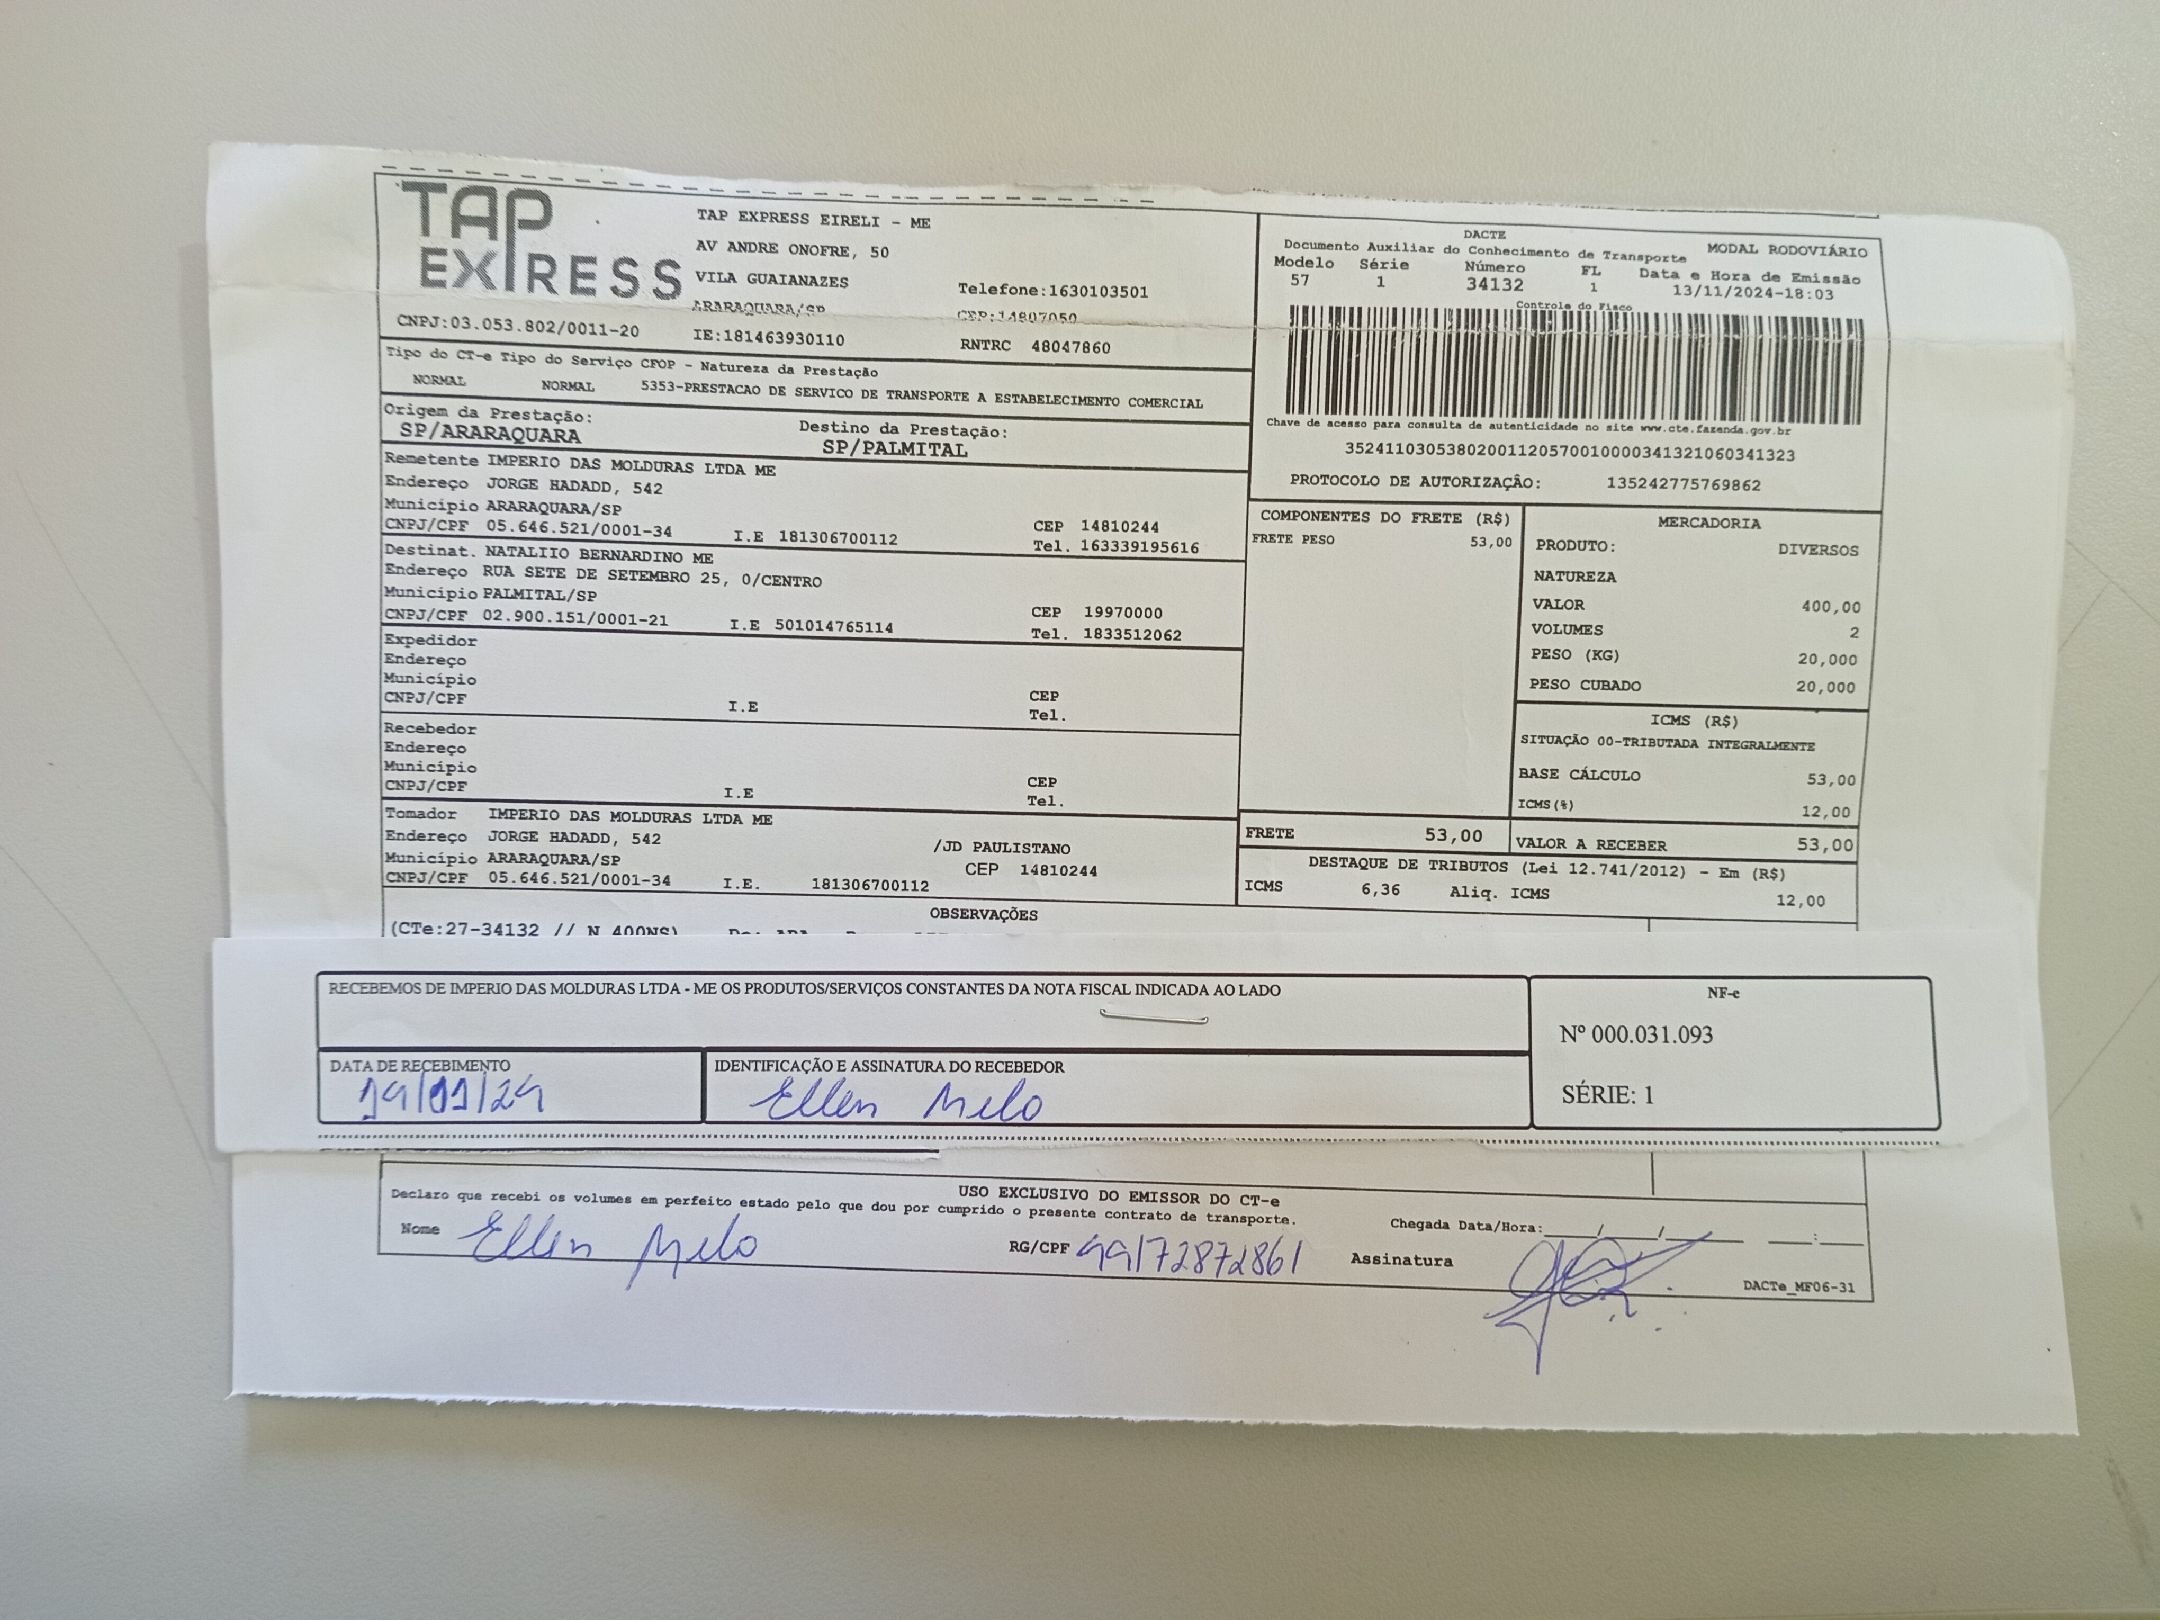 TAP EXPRESS
TAP EXPRESS EIRELI - ME
AV ANDRE ONOFRE, 50
VILA GUAIANAZES
Telefone:1630103501
ARARAQUARA/SP CEP:14807050
CNPJ:03.053.802/0011-20 IE:181463930110 RNTRC 48047860
DACTE
Documento Auxiliar do Conhecimento de Transporte MODAL RODOVIÁRIO
Modelo Série Número FL Data e Hora de Emissão
57 1 34132 1 13/11/2024-18:03
Controle do Fisco
Chave de acesso para consulta de autenticidade no site www.cte.fazenda.gov.br
35241103053802001120570010000341321060341323
PROTOCOLO DE AUTORIZAÇÃO: 135242775769862
Tipo do CT-e Tipo do Serviço CFOP - Natureza da Prestação
NORMAL NORMAL 5353-PRESTACAO DE SERVICO DE TRANSPORTE A ESTABELECIMENTO COMERCIAL
Origem da Prestação: Destino da Prestação:
SP/ARARAQUARA SP/PALMITAL
Remetente IMPERIO DAS MOLDURAS LTDA ME
Endereço JORGE HADADD, 542
Município ARARAQUARA/SP CEP 14810244
CNPJ/CPF 05.646.521/0001-34 I.E 181306700112 Tel. 163339195616
Destinat. NATALIIO BERNARDINO ME
Endereço RUA SETE DE SETEMBRO 25, 0/CENTRO
Município PALMITAL/SP CEP 19970000
CNPJ/CPF 02.900.151/0001-21 I.E 501014765114 Tel. 1833512062
Expedidor
Endereço
Município CEP
CNPJ/CPF I.E Tel.
Recebedor
Endereço
Município CEP
CNPJ/CPF I.E Tel.
Tomador IMPERIO DAS MOLDURAS LTDA ME
Endereço JORGE HADADD, 542 /JD PAULISTANO
Município ARARAQUARA/SP CEP 14810244
CNPJ/CPF 05.646.521/0001-34 I.E. 181306700112
COMPONENTES DO FRETE (R$)
FRETE PESO 53,00
MERCADORIA
PRODUTO: DIVERSOS
NATUREZA
VALOR 400,00
VOLUMES 2
PESO (KG) 20,000
PESO CUBADO 20,000
ICMS (R$)
SITUAÇÃO 00-TRIBUTADA INTEGRALMENTE
BASE CÁLCULO 53,00
ICMS(%) 12,00
FRETE 53,00 VALOR A RECEBER 53,00
DESTAQUE DE TRIBUTOS (Lei 12.741/2012) - Em (R$)
ICMS 6,36 Aliq. ICMS 12,00
OBSERVAÇÕES
(CTe:27-34132 //
RECEBEMOS DE IMPERIO DAS MOLDURAS LTDA - ME OS PRODUTOS/SERVIÇOS CONSTANTES DA NOTA FISCAL INDICADA AO LADO
NF-e
Nº 000.031.093
SÉRIE: 1
DATA DE RECEBIMENTO IDENTIFICAÇÃO E ASSINATURA DO RECEBEDOR
Ellen Melo
USO EXCLUSIVO DO EMISSOR DO CT-e
Declaro que recebi os volumes em perfeito estado pelo que dou por cumprido o presente contrato de transporte.
Chegada Data/Hora: / / :
Nome Ellen Melo RG/CPF Assinatura
DACTe_MF06-31